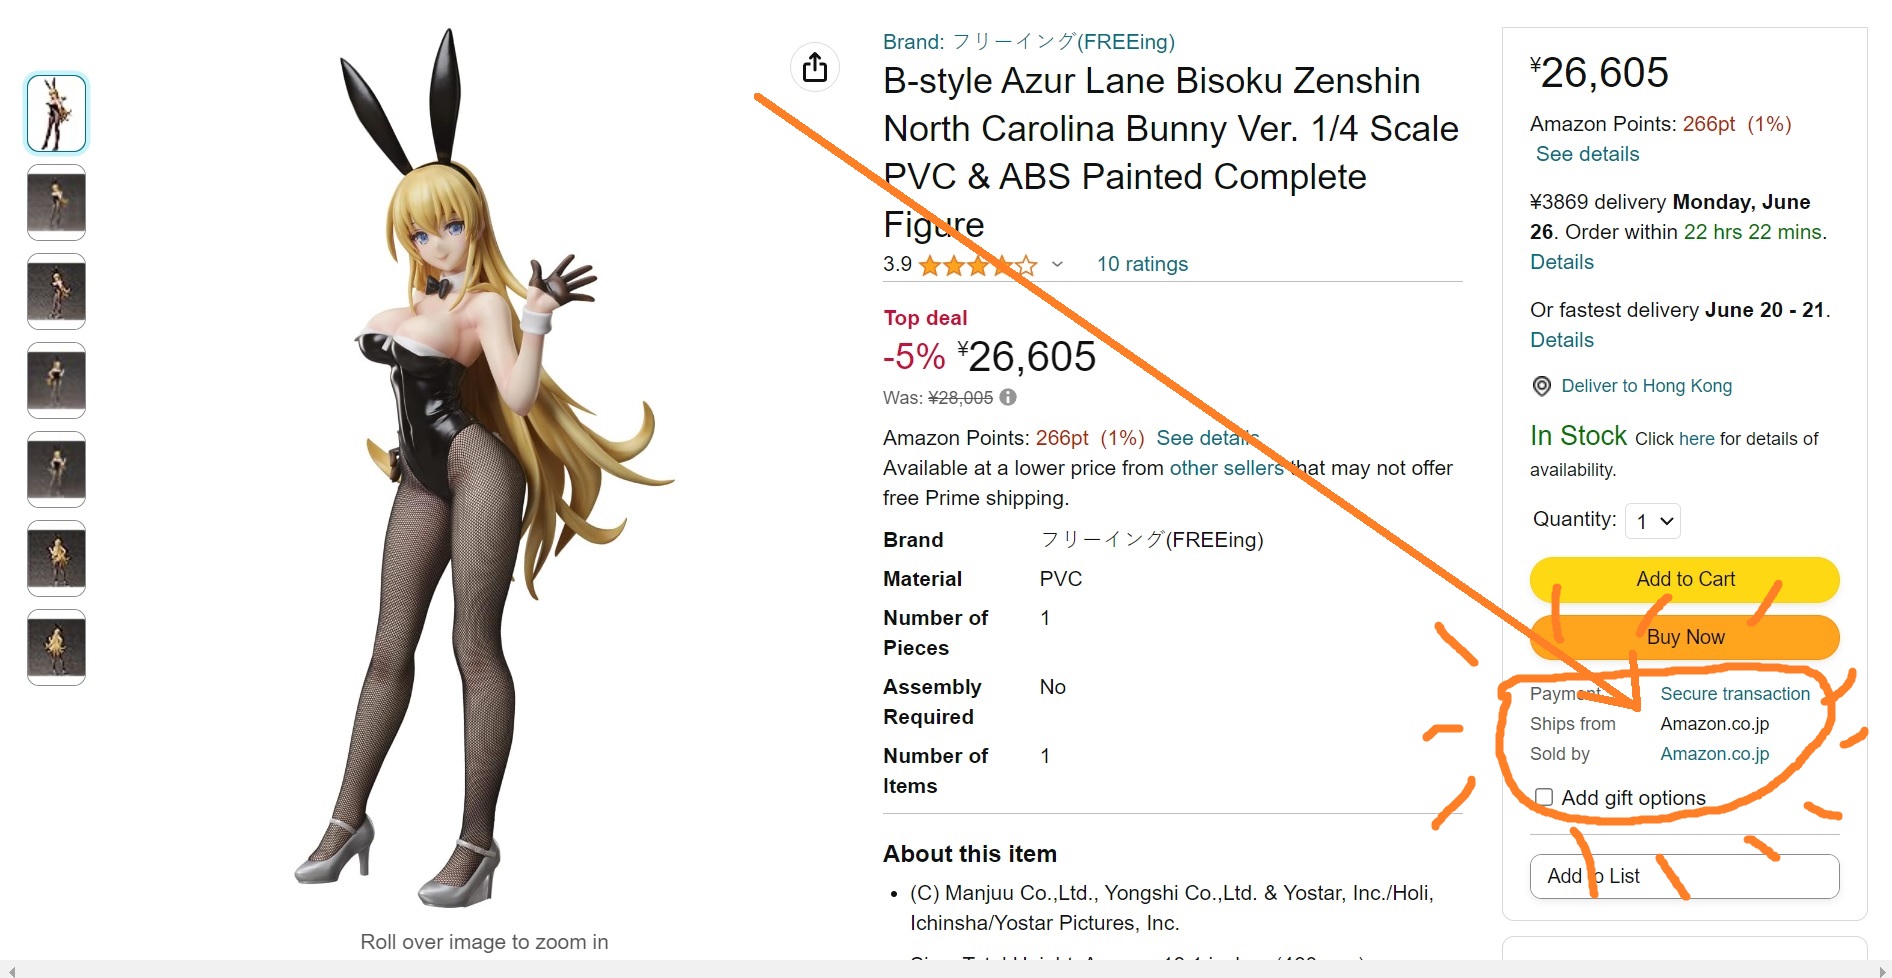 Brand: フリーイング(FREEing)
B-style Azur Lane Bisoku Zenshin
North Carolina Bunny Ver. 1/4 Scale
PVC & ABS Painted Complete
Figure
3.9
10 ratings
Top deal
-5% ¥26,605
Was: ¥28,005
Amazon Points: 266pt (1%) See details
Available at a lower price from other sellers that may not offer
free Prime shipping.
Brand フリーイング(FREEing)
Material PVC
Number of 1
Pieces
Assembly No
Required
Number of 1
Items
About this item
(C) Manjuu Co.,Ltd., Yongshi Co.,Ltd. & Yostar, Inc./Holi,
Ichinsha/Yostar Pictures, Inc.
Roll over image to zoom in
¥26,605
Amazon Points: 266pt (1%)
See details
¥3869 delivery Monday, June
26. Order within 22 hrs 22 mins.
Details
Or fastest delivery June 20 - 21.
Details
Deliver to Hong Kong
In Stock Click here for details of
availability.
Quantity: 1
Add to Cart
Buy Now
Payment Secure transaction
Ships from Amazon.co.jp
Sold by Amazon.co.jp
Add gift options
Add to List